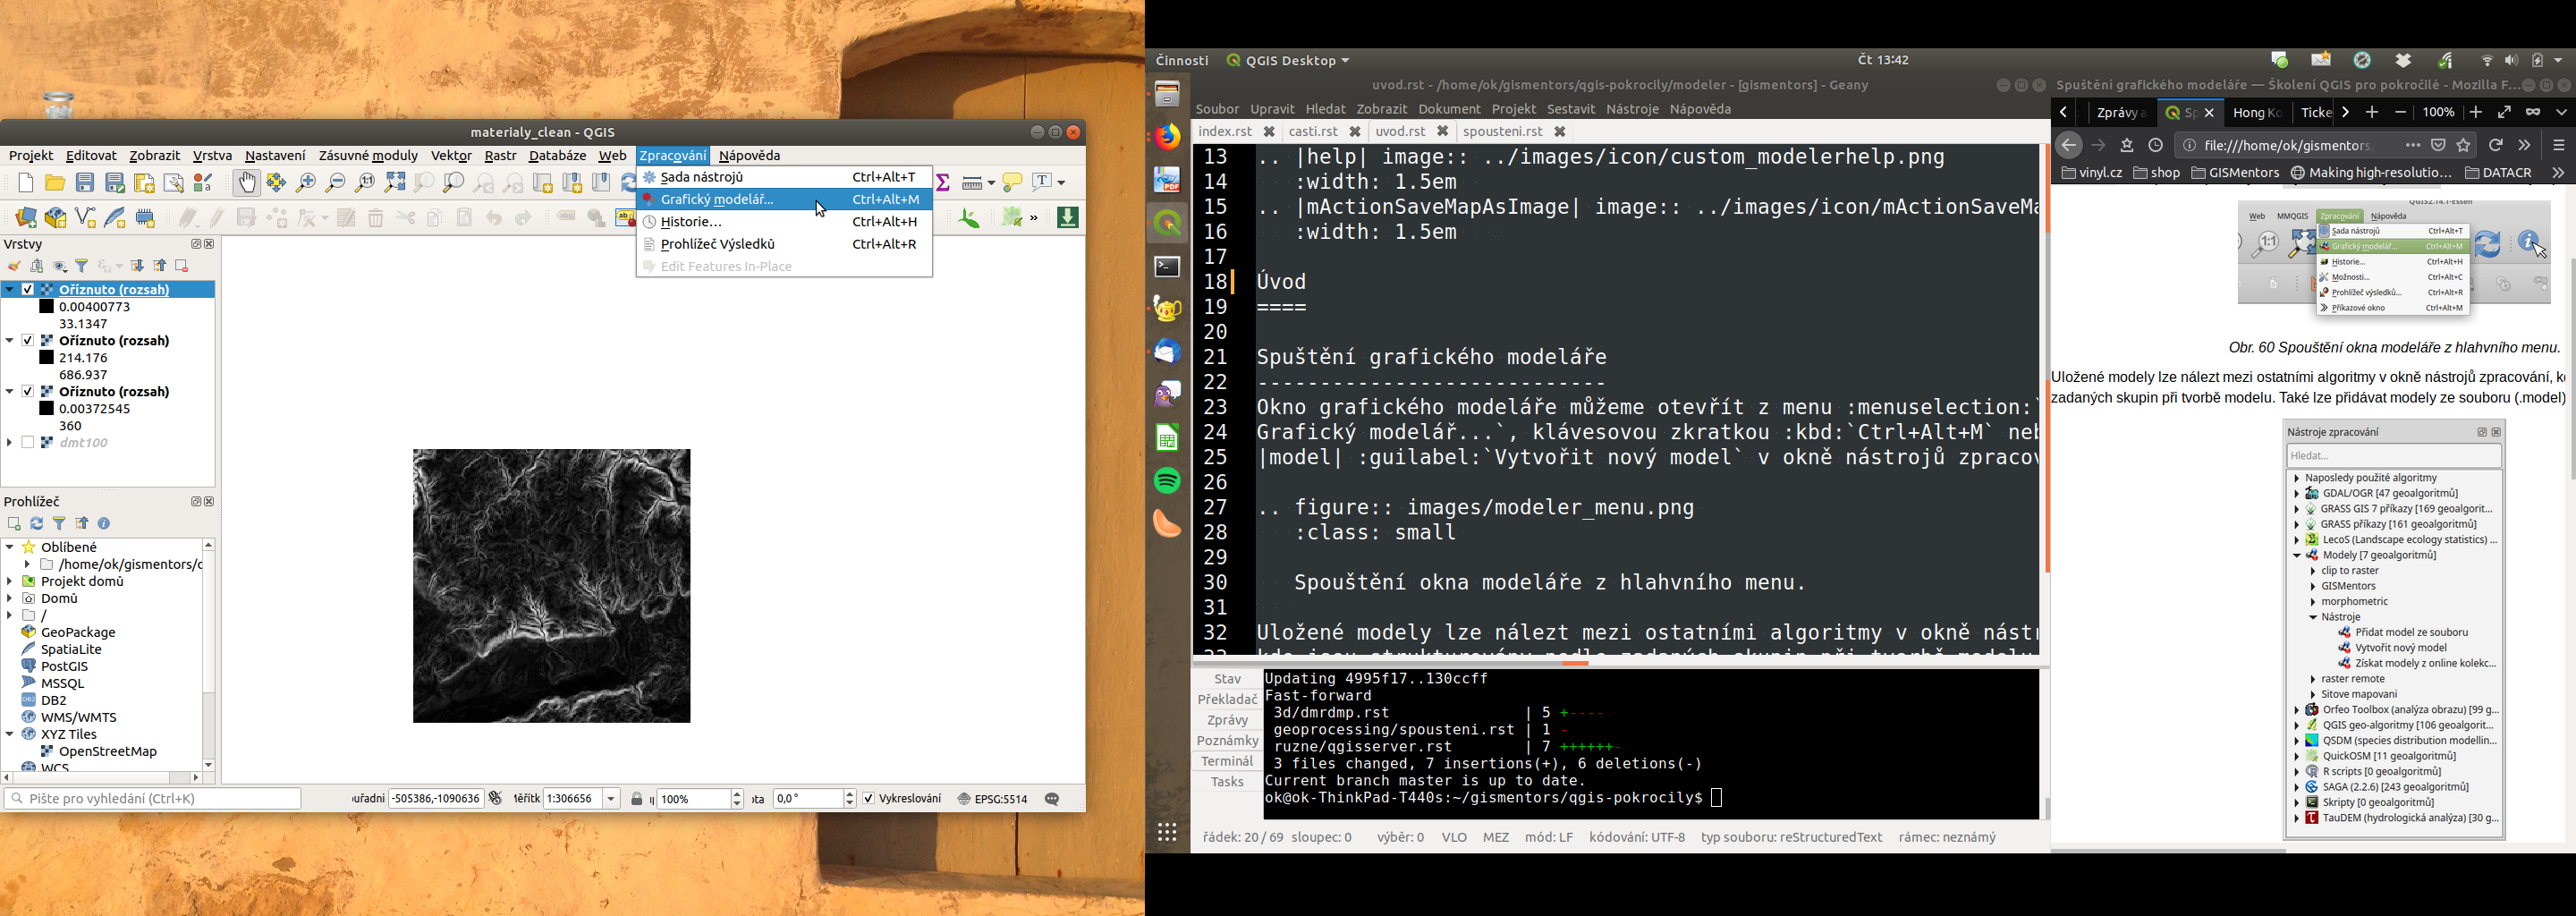 materialy_clean - QGIS
Projekt Editovat Zobrazit Vrstva Nastavení Zásuvné moduly Vektor Rastr Databáze Web Zpracování Nápověda
Sada nástrojů Ctrl+Alt+T
Grafický modelář... Ctrl+Alt+M
Historie... Ctrl+Alt+H
Prohlížeč Výsledků Ctrl+Alt+R
Edit Features In-Place
Vrstvy
Oříznuto (rozsah)
0.00400773
33.1347
Oříznuto (rozsah)
214.176
686.937
Oříznuto (rozsah)
0.00372545
360
dmt100
Prohlížeč
Oblíbené
/home/ok/gismentors/c
Projekt domů
Domů
/
GeoPackage
SpatiaLite
PostGIS
MSSQL
DB2
WMS/WMTS
XYZ Tiles
OpenStreetMap
WCS
Pište pro vyhledání (Ctrl+K)
-505386,-1090636
1:306656
100%
0,0 °
Vykreslování
EPSG:5514
Činnosti QGIS Desktop
Čt 13:42
uvod.rst - /home/ok/gismentors/qgis-pokrocily/modeler - [gismentors] - Geany
Soubor Upravit Hledat Zobrazit Dokument Projekt Sestavit Nástroje Nápověda
index.rst casti.rst uvod.rst spousteni.rst
13 .. |help| image:: ../images/icon/custom_modelerhelp.png
14 :width: 1.5em
15 .. |mActionSaveMapAsImage| image:: ../images/icon/mActionSaveMa
16 :width: 1.5em
17
18 Úvod
19 ====
20
21 Spuštění grafického modeláře
22 ----------------------------
23 Okno grafického modeláře můžeme otevřít z menu :menuselection:`
24 Grafický modelář...`, klávesovou zkratkou :kbd:`Ctrl+Alt+M` neb
25 |model| :guilabel:`Vytvořit nový model` v okně nástrojů zpracov
26
27 .. figure:: images/modeler_menu.png
28 :class: small
29
30 Spouštění okna modeláře z hlahvního menu.
31
32 Uložené modely lze nálezt mezi ostatními algoritmy v okně nástr
Stav
Překladač
Zprávy
Poznámky
Terminál
Tasks
Updating 4995f17..130ccff
Fast-forward
3d/dmrdmp.rst | 5 +----
geoprocessing/spousteni.rst | 1 -
ruzne/qgisserver.rst | 7 ++++++-
3 files changed, 7 insertions(+), 6 deletions(-)
Current branch master is up to date.
ok@ok-ThinkPad-T440s:~/gismentors/qgis-pokrocily$
řádek: 20 / 69 sloupec: 0 výběr: 0 VLO MEZ mód: LF kódování: UTF-8 typ souboru: reStructuredText rámec: neznámý
Spuštění grafického modeláře — Školení QGIS pro pokročilé - Mozilla F...
Zprávy a Sp Hong Ko Ticke 100%
file:///home/ok/gismentors
vinyl.cz shop GISMentors Making high-resolutio... DATACR
QGIS2.14.1-Essen
Web MMQGIS Zpracování Nápověda
Sada nástrojů Ctrl+Alt+T
Grafický modelář... Ctrl+Alt+M
Historie... Ctrl+Alt+H
Možnosti... Ctrl+Alt+C
Prohlížeč výsledků... Ctrl+Alt+R
Příkazové okno Ctrl+Alt+M
Obr. 60 Spouštění okna modeláře z hlahvního menu.
Uložené modely lze nálezt mezi ostatními algoritmy v okně nástrojů zpracování, k
zadaných skupin při tvorbě modelu. Také lze přidávat modely ze souboru (.model)
Nástroje zpracování
Hledat...
Naposledy použité algoritmy
GDAL/OGR [47 geoalgoritmů]
GRASS GIS 7 příkazy [169 geoalgorit...
GRASS příkazy [161 geoalgoritmů]
LecoS (Landscape ecology statistics) ...
Modely [7 geoalgoritmů]
clip to raster
GISMentors
morphometric
Nástroje
Přidat model ze souboru
Vytvořit nový model
Získat modely z online kolekc...
raster remote
Sitove mapovani
Orfeo Toolbox (analýza obrazu) [99 g...
QGIS geo-algoritmy [106 geoalgorit...
QSDM (species distribution modellin...
QuickOSM [11 geoalgoritmů]
R scripts [0 geoalgoritmů]
SAGA (2.2.6) [243 geoalgoritmů]
Skripty [0 geoalgoritmů]
TauDEM (hydrologická analýza) [30 g...